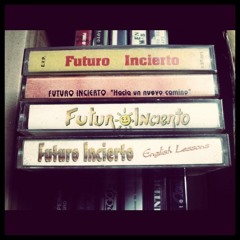 Futuro Incierto
FUTURO INCIERTO "Hacia un nuevo camino"
Futuro Incierto
Futuro Incierto English Lessons